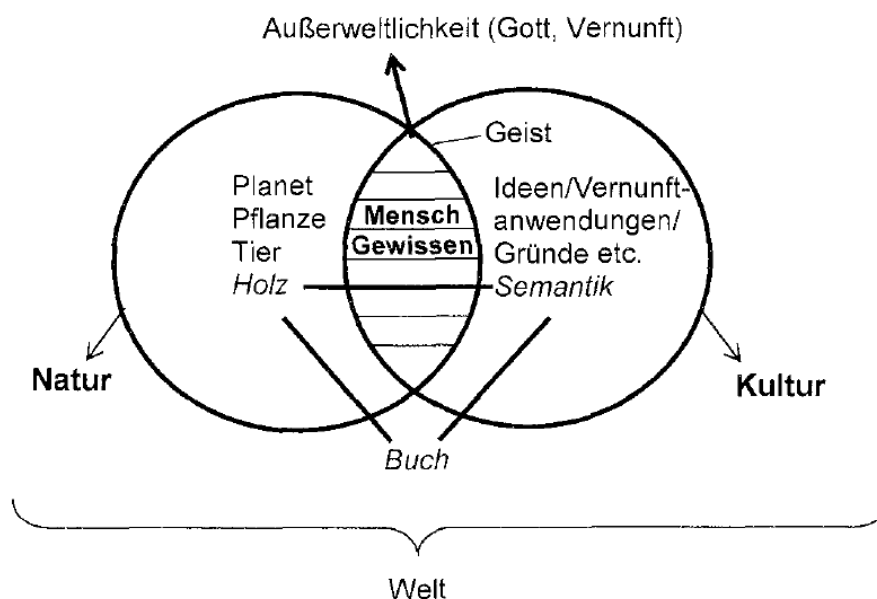 Außerweltlichkeit (Gott, Vernunft)
Geist
Planet
Pflanze
Tier
Holz
Mensch
Gewissen
Ideen/Vernunft-
anwendungen/
Gründe etc.
Semantik
Natur
Kultur
Buch
Welt